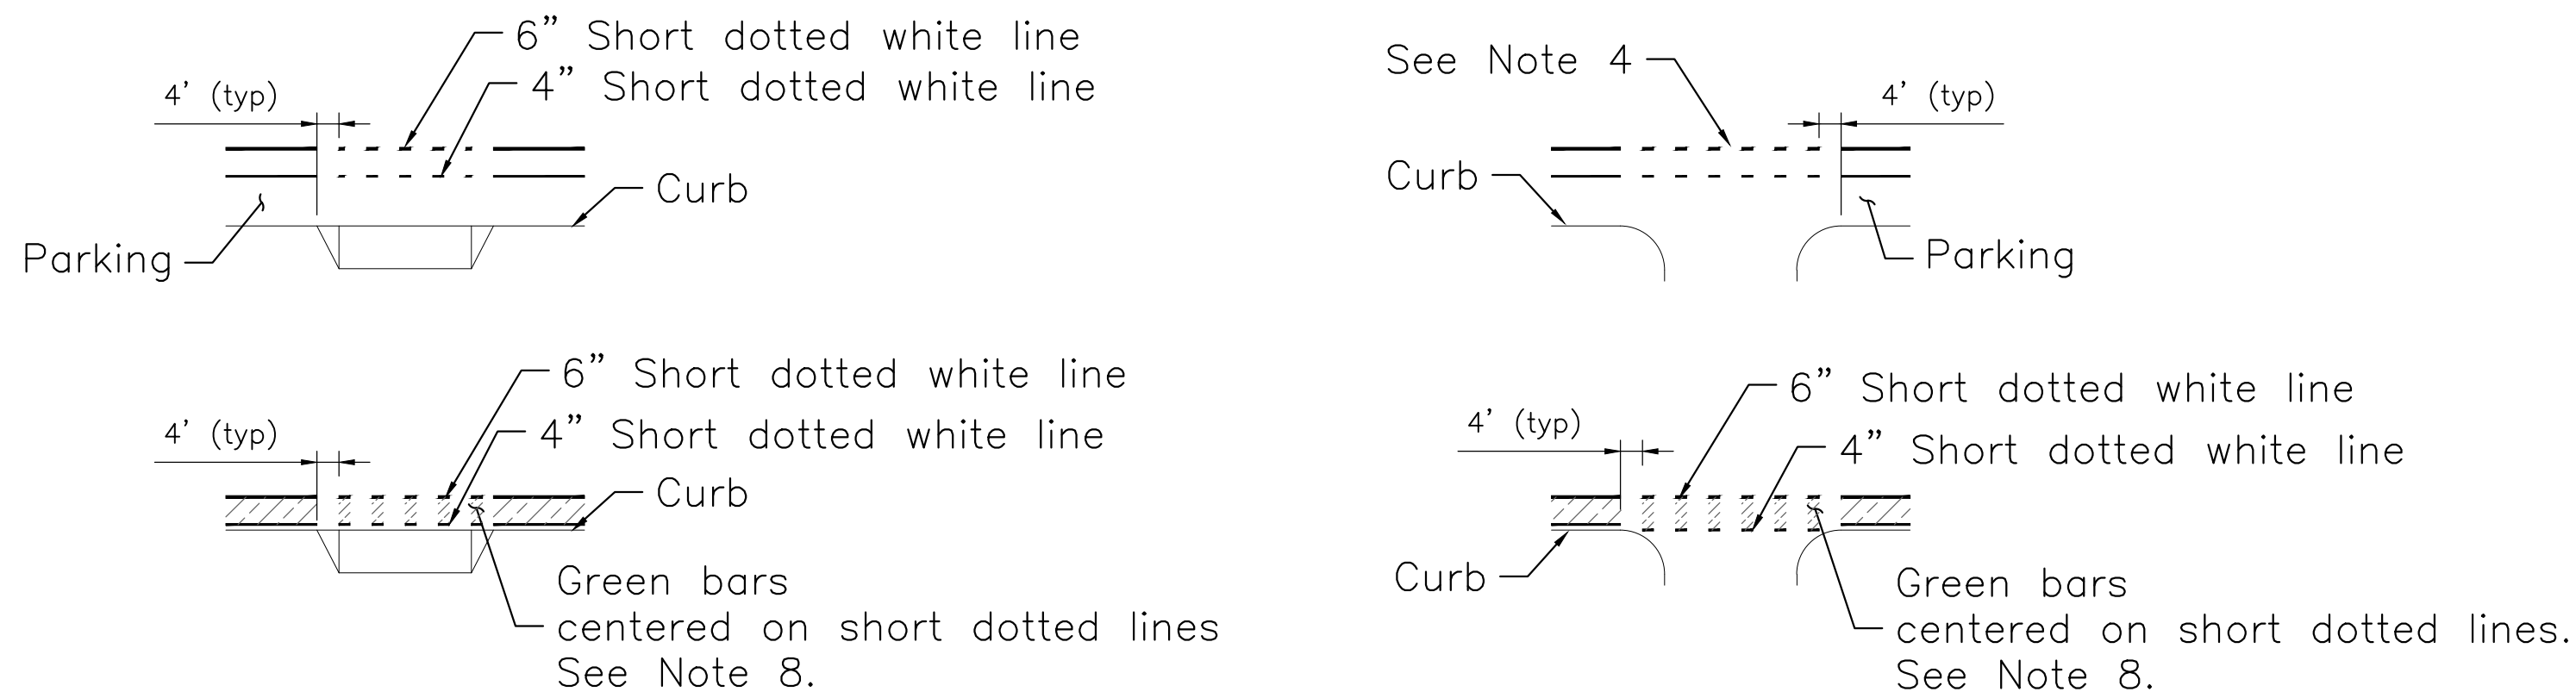 6” Short dotted white line
4” Short dotted white line
4’ (typ)
Curb
Parking
See Note 4
4’ (typ)
Curb
Parking
6” Short dotted white line
4” Short dotted white line
4’ (typ)
Curb
Green bars
centered on short dotted lines
See Note 8.
6” Short dotted white line
4’ (typ)
4” Short dotted white line
Curb
Green bars
centered on short dotted lines.
See Note 8.